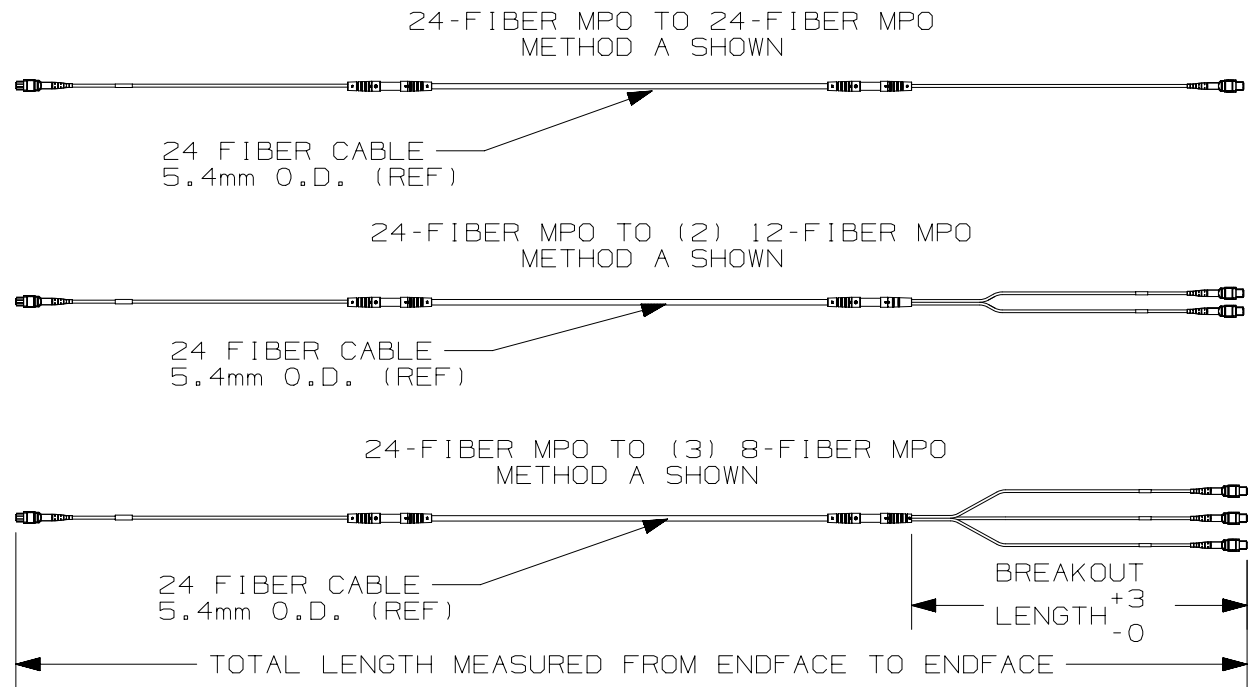 24-FIBER MPO TO 24-FIBER MPO
METHOD A SHOWN
24 FIBER CABLE
5.4mm O.D. (REF)
24-FIBER MPO TO (2) 12-FIBER MPO
METHOD A SHOWN
24 FIBER CABLE
5.4mm O.D. (REF)
24-FIBER MPO TO (3) 8-FIBER MPO
METHOD A SHOWN
24 FIBER CABLE
5.4mm O.D. (REF)
BREAKOUT
LENGTH +3
-0
TOTAL LENGTH MEASURED FROM ENDFACE TO ENDFACE